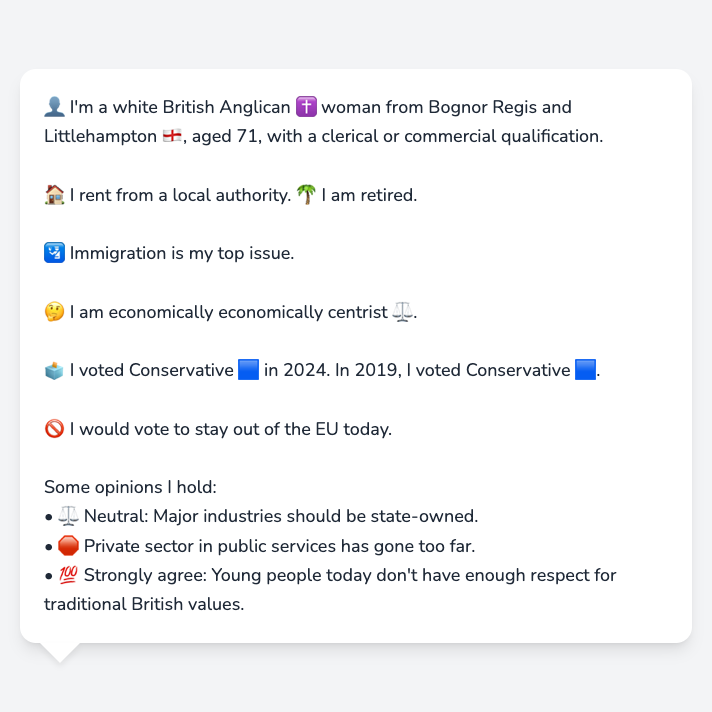 👤 I'm a white British Anglican ✝️ woman from Bognor Regis and
Littlehampton 🏴󠁧󠁢󠁥󠁮󠁧󠁿, aged 71, with a clerical or commercial qualification.
🏠 I rent from a local authority. 🌴 I am retired.
🛂 Immigration is my top issue.
🤔 I am economically economically centrist ⚖️.
🗳️ I voted Conservative 🟦 in 2024. In 2019, I voted Conservative 🟦.
🚫 I would vote to stay out of the EU today.
Some opinions I hold:
• ⚖️ Neutral: Major industries should be state-owned.
• 🛑 Private sector in public services has gone too far.
• 💯 Strongly agree: Young people today don't have enough respect for
traditional British values.